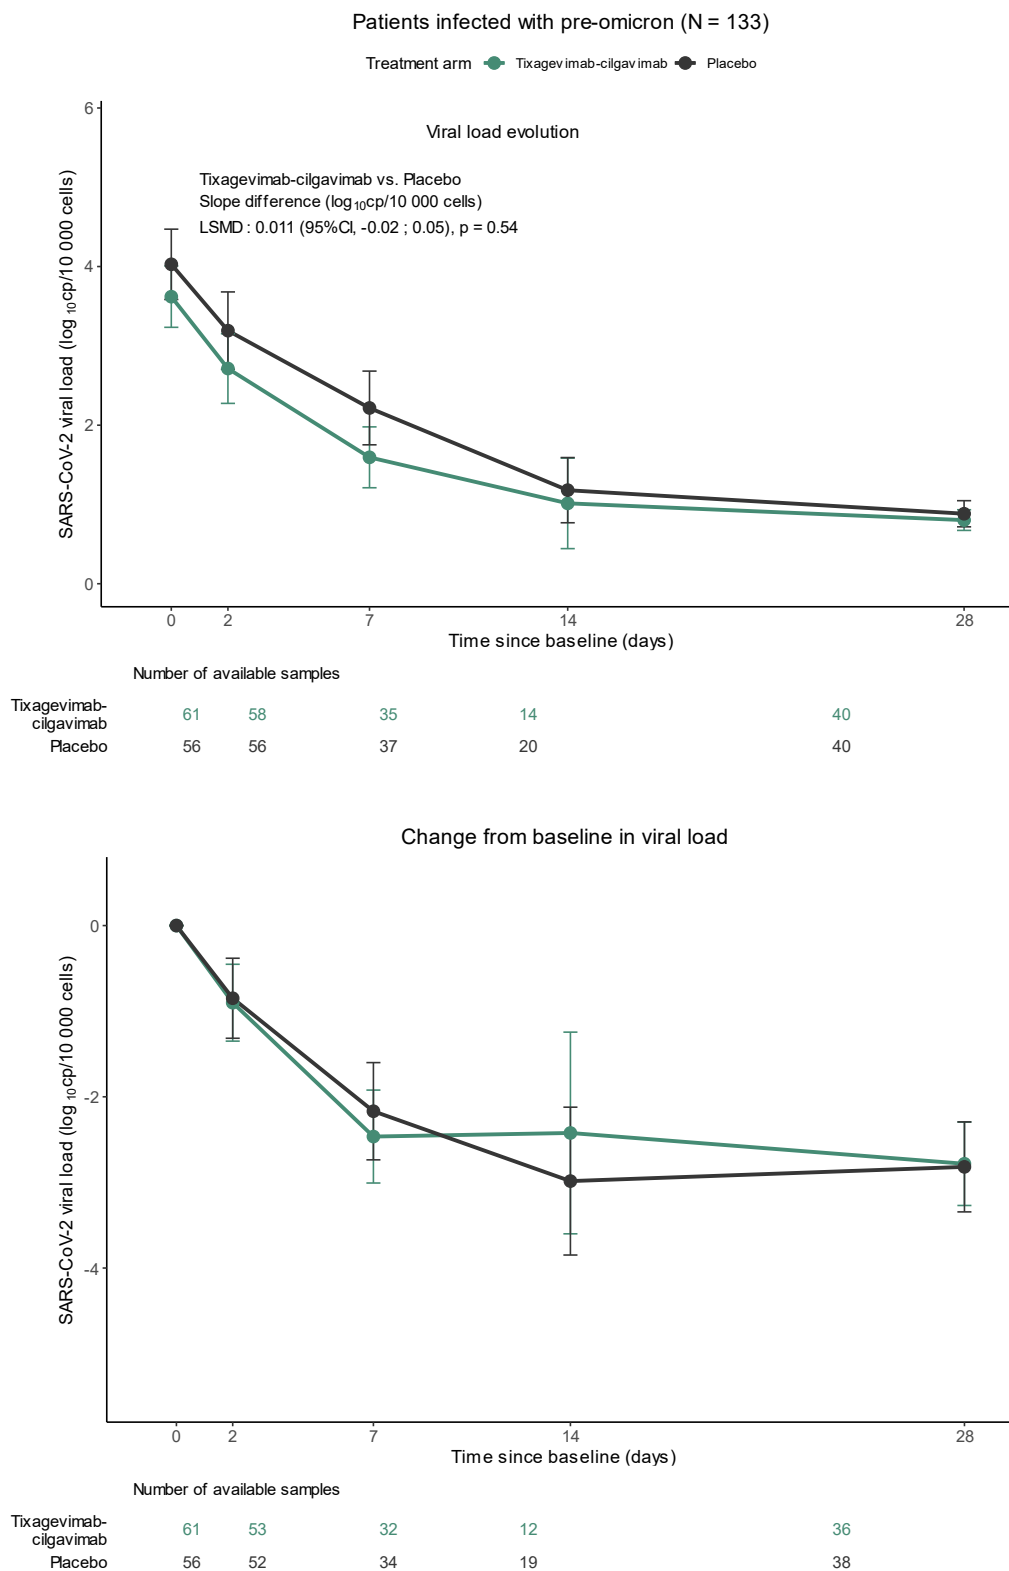 Patients infected with pre-omicron (N = 133)
Treatment arm Tixagevimab-cilgavimab Placebo
Viral load evolution
Tixagevimab-cilgavimab vs. Placebo
Slope difference (log10cp/10 000 cells)
LSMD : 0.011 (95%CI, -0.02 ; 0.05), p = 0.54
SARS-CoV-2 viral load (log 10cp/10 000 cells)
6
4
2
0
0 2 7 14 28
Time since baseline (days)
Number of available samples
Tixagevimab-
cilgavimab
61 58 35 14 40
Placebo 56 56 37 20 40
Change from baseline in viral load
SARS-CoV-2 viral load (log 10cp/10 000 cells)
0
-2
-4
0 2 7 14 28
Time since baseline (days)
Number of available samples
Tixagevimab-
cilgavimab
61 53 32 12 36
Placebo 56 52 34 19 38